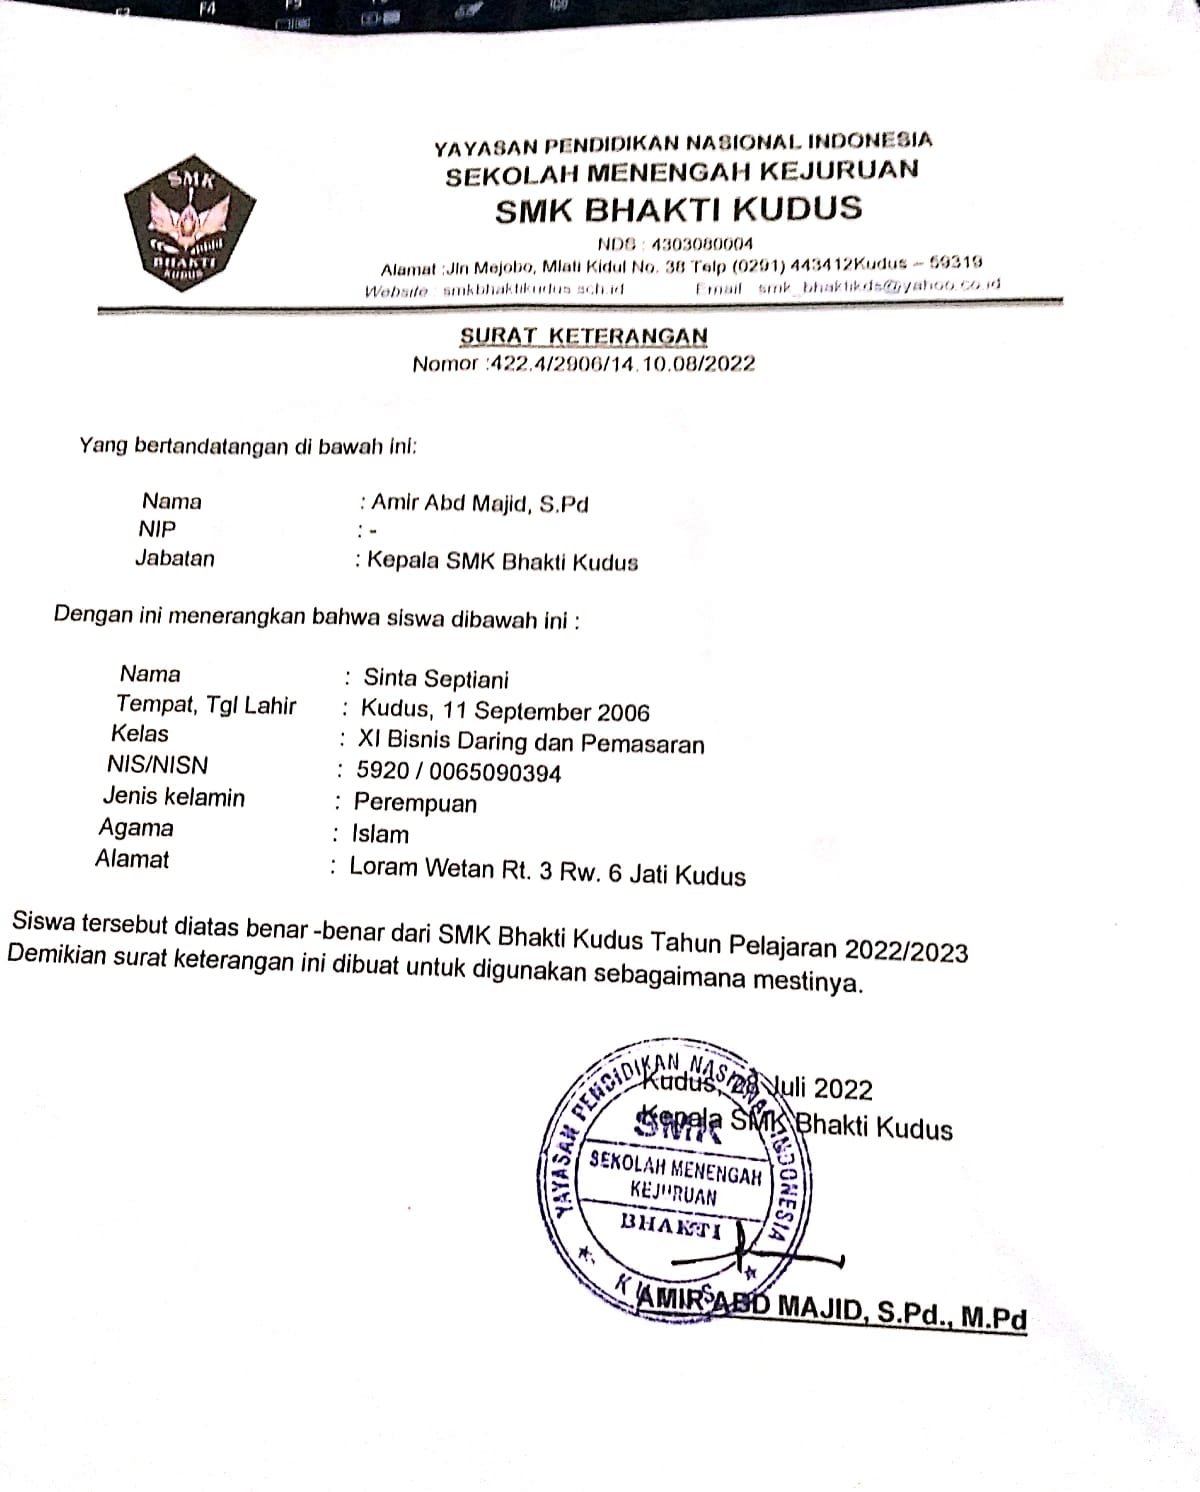 F4
SMK
BHAKTI
KUDUS
YAYASAN PENDIDIKAN NASIONAL INDONESIA
SEKOLAH MENENGAH KEJURUAN
SMK BHAKTI KUDUS
NDS : 4303080004
Alamat :Jln Mejobo, Mlati Kidul No. 38 Telp (0291) 443412Kudus – 59319
Website : smkbhaktikudus.sch.id Email smk_bhaktikds@yahoo.co.id
SURAT KETERANGAN
Nomor :422.4/2906/14.10.08/2022
Yang bertandatangan di bawah ini:
Nama : Amir Abd Majid, S.Pd
NIP : -
Jabatan : Kepala SMK Bhakti Kudus
Dengan ini menerangkan bahwa siswa dibawah ini :
Nama : Sinta Septiani
Tempat, Tgl Lahir : Kudus, 11 September 2006
Kelas : XI Bisnis Daring dan Pemasaran
NIS/NISN : 5920 / 0065090394
Jenis kelamin : Perempuan
Agama : Islam
Alamat : Loram Wetan Rt. 3 Rw. 6 Jati Kudus
Siswa tersebut diatas benar -benar dari SMK Bhakti Kudus Tahun Pelajaran 2022/2023
Demikian surat keterangan ini dibuat untuk digunakan sebagaimana mestinya.
Kudus, Juli 2022
Kepala SMK Bhakti Kudus
YAYASAN PENDIDIKAN NASIONAL INDONESIA
SMK
SEKOLAH MENENGAH
KEJURUAN
BHAKTI
AMIR ABD MAJID, S.Pd., M.Pd